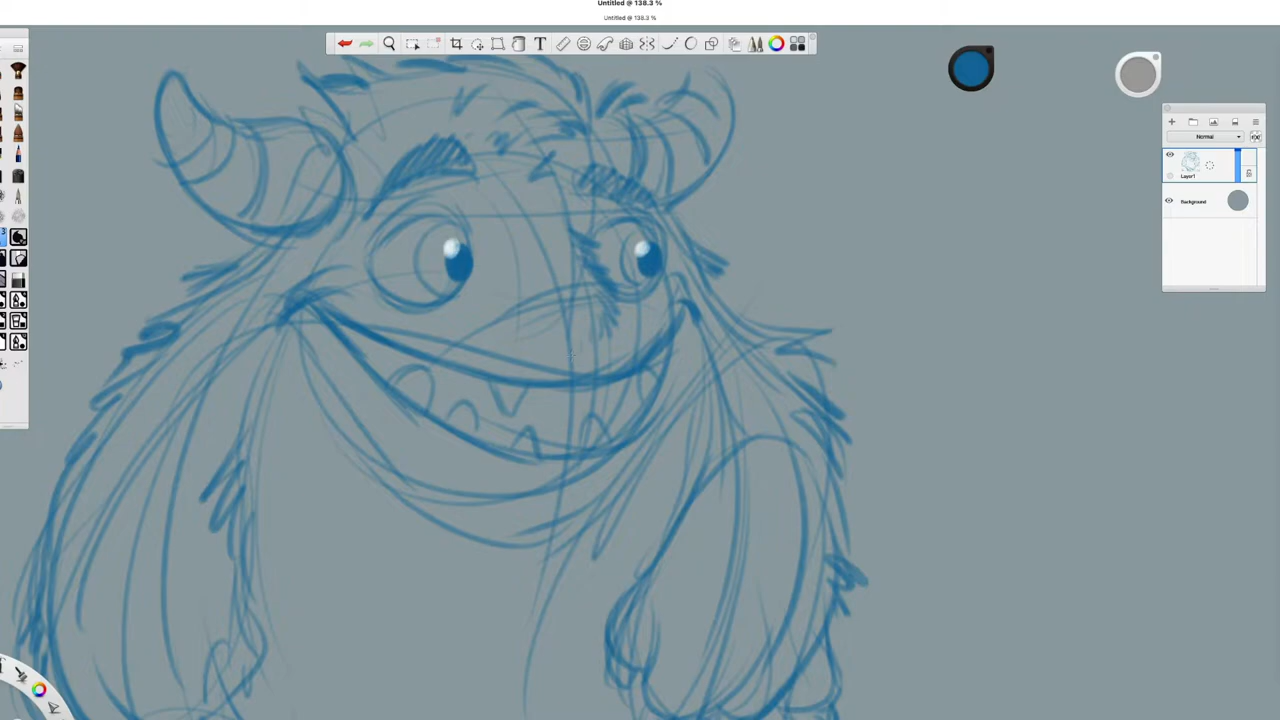 Untitled @ 138.3 %
Untitled @ 138.3 %
Normal
Layer1
Background